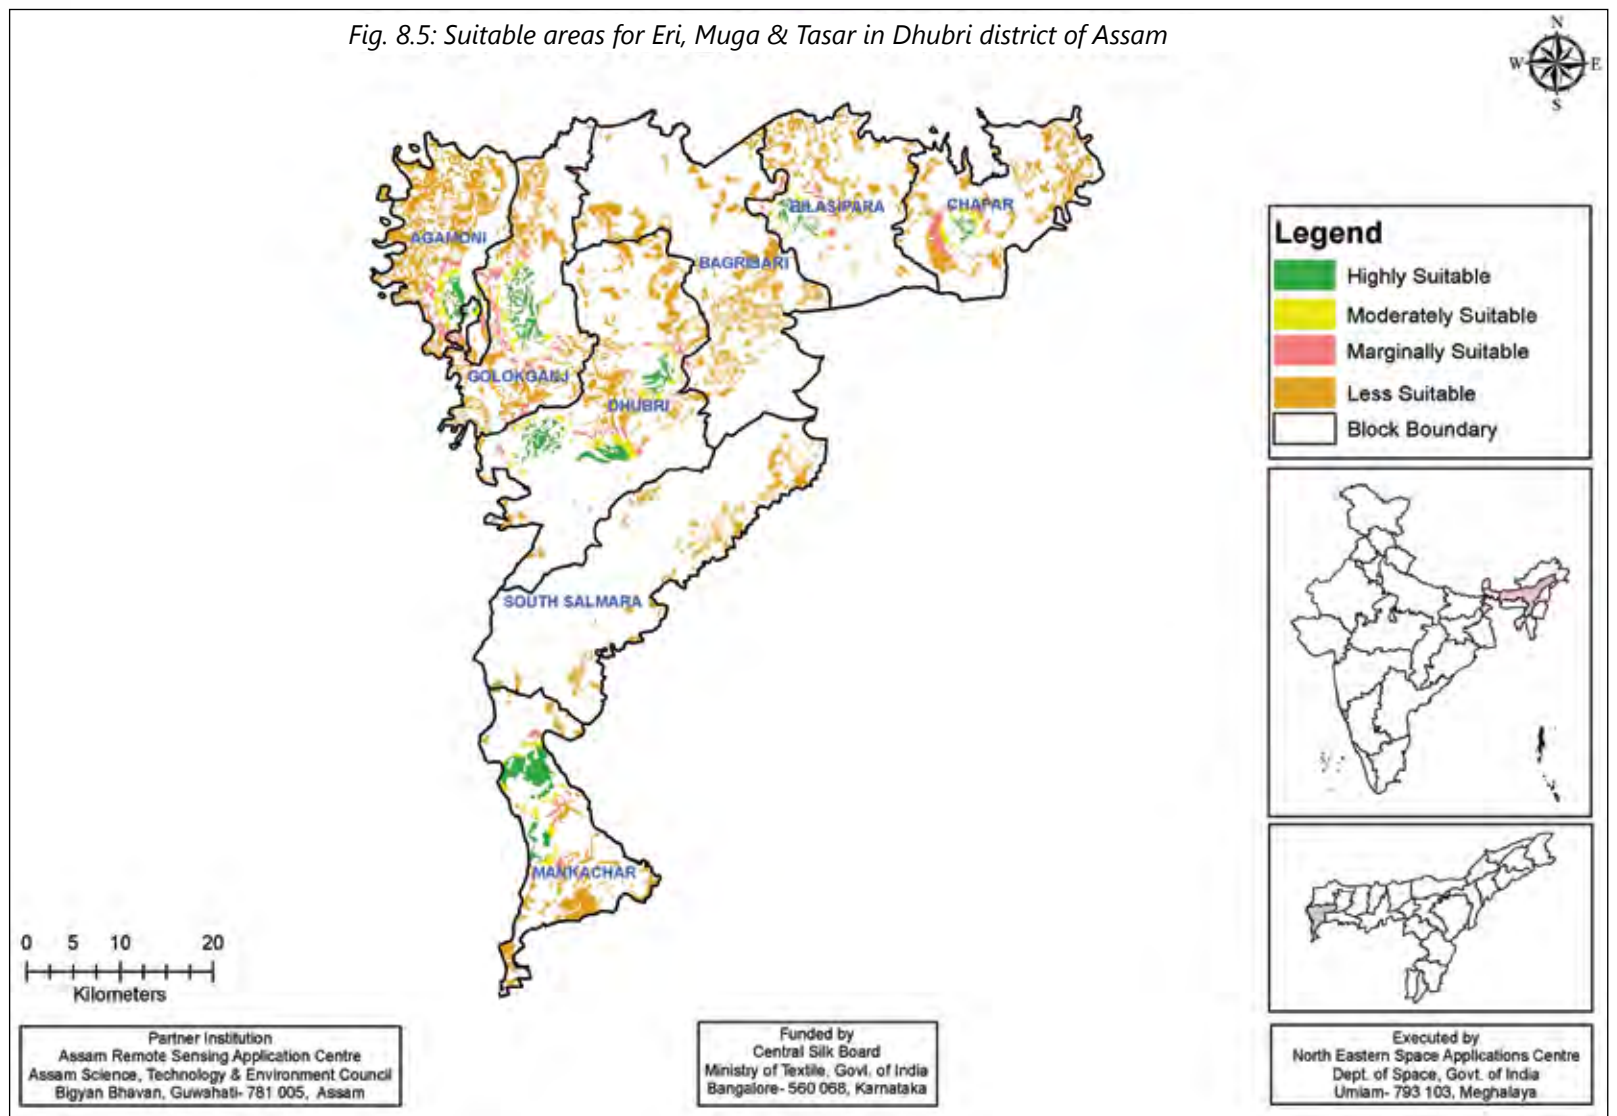 Fig. 8.5: Suitable areas for Eri, Muga & Tasar in Dhubri district of Assam
N
W
E
S
AGAMONI
BILASIPARA
CHAPAR
BAGRIBARI
GOLOKGANJ
DHUBRI
SOUTH SALMARA
MANKACHAR
Legend
Highly Suitable
Moderately Suitable
Marginally Suitable
Less Suitable
Block Boundary
0 5 10 20
Kilometers
Partner Institution
Assam Remote Sensing Application Centre
Assam Science, Technology & Environment Council
Bigyan Bhavan, Guwahati- 781 005, Assam
Funded by
Central Silk Board
Ministry of Textile, Govt. of India
Bangalore- 560 068, Karnataka
Executed by
North Eastern Space Applications Centre
Dept. of Space, Govt. of India
Umiam- 793 103, Meghalaya